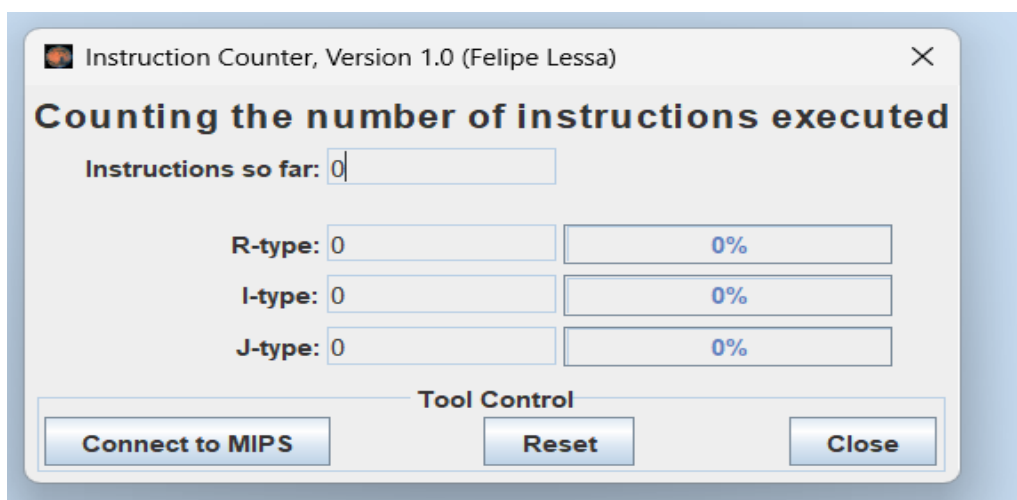 Instruction Counter, Version 1.0 (Felipe Lessa)
Counting the number of instructions executed
Instructions so far: 0
R-type: 0 0%
I-type: 0 0%
J-type: 0 0%
Tool Control
Connect to MIPS Reset Close